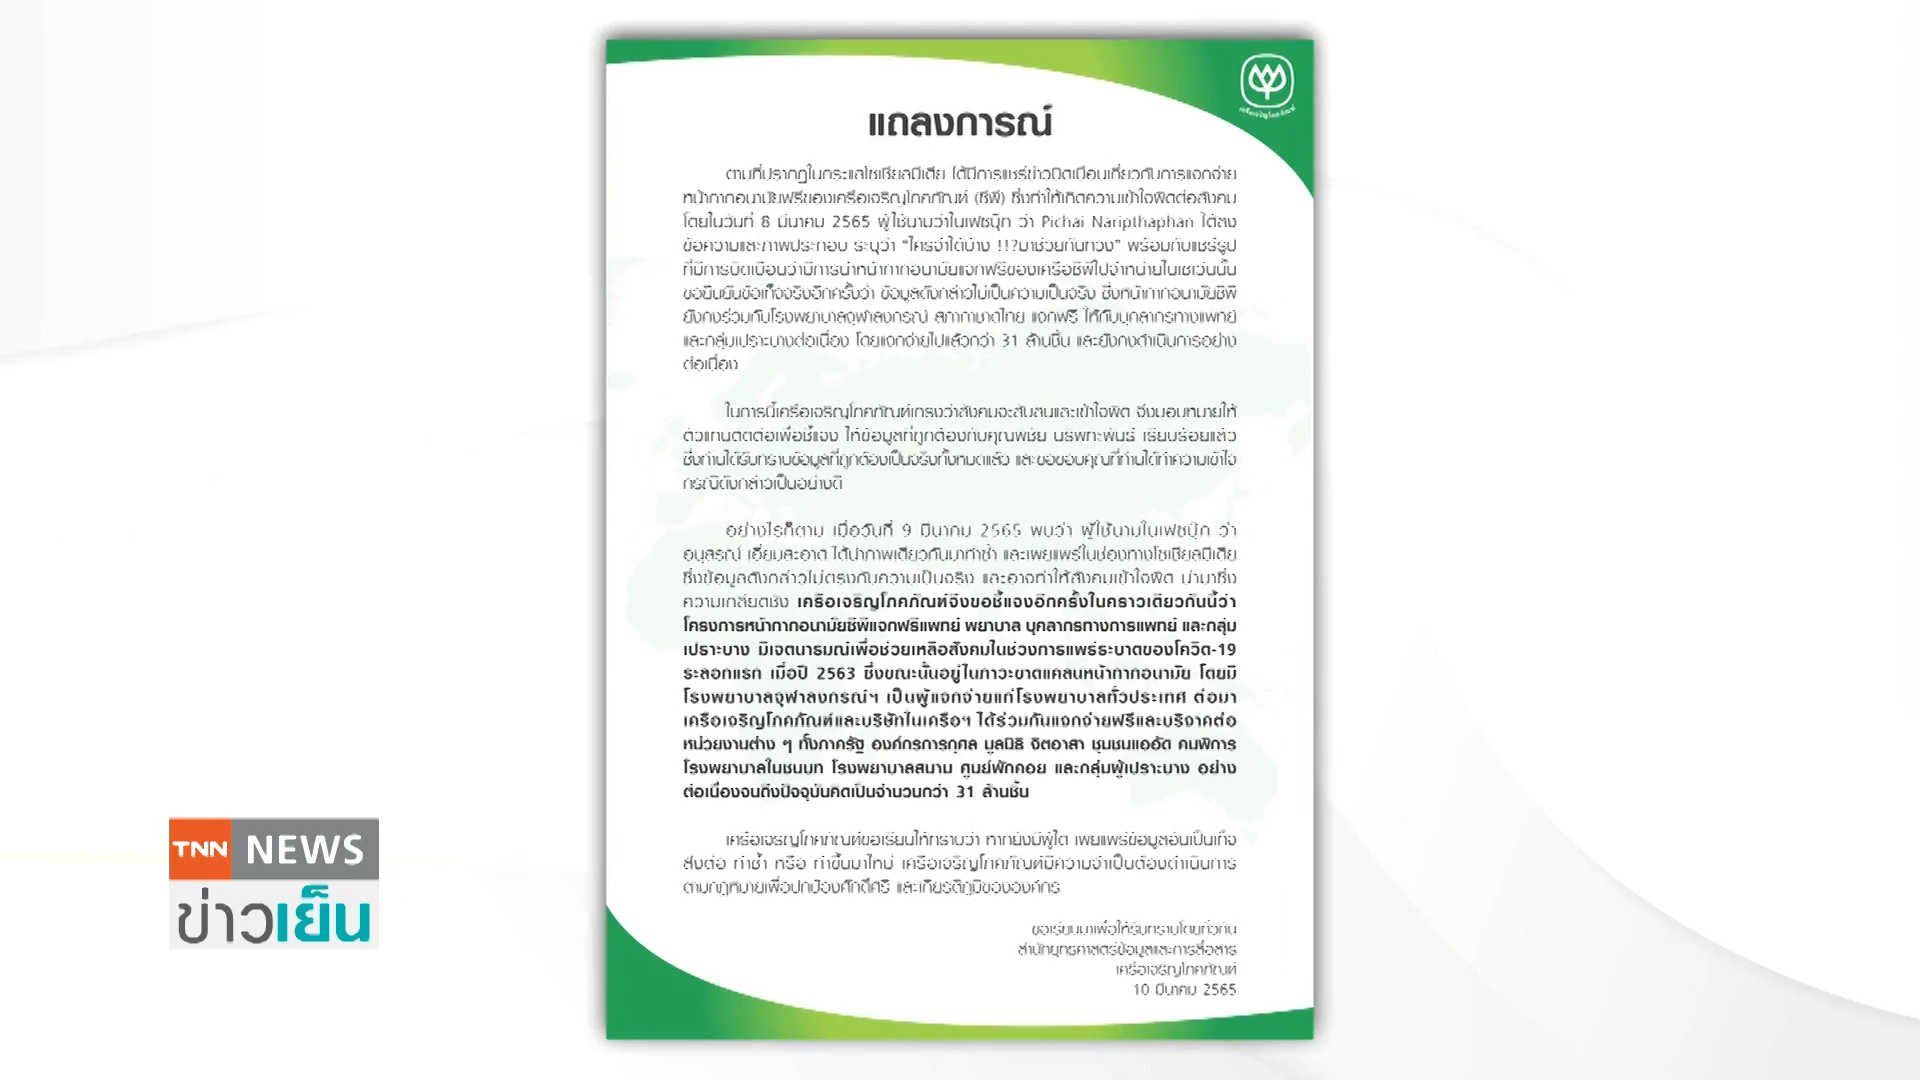 เครือเจริญโภคภัณฑ์
แถลงการณ์
ตามที่ปรากฏในกระแสโซเชียลมีเดีย ได้มีการแชร์ข่าวบิดเบือนเกี่ยวกับการแจกจ่าย
หน้ากากอนามัยฟรีของเครือเจริญโภคภัณฑ์ (ซีพี) ซึ่งทำให้เกิดความเข้าใจผิดต่อสังคม
โดยในวันที่ 8 มีนาคม 2565 ผู้ใช้นามว่าในเฟซบุ๊ก ว่า Pichai Naripthaphan ได้ลง
ข้อความและภาพประกอบ ระบุว่า “ใครจำได้บ้าง !!?มาช่วยกันทวง” พร้อมกับแชร์รูป
ที่มีการบิดเบือนว่ามีการนำหน้ากากอนามัยแจกฟรีของเครือซีพีไปจำหน่ายในเซเว่นนั้น
ขอยืนยันข้อเท็จจริงอีกครั้งว่า ข้อมูลดังกล่าวไม่เป็นความเป็นจริง ซึ่งหน้ากากอนามัยซีพี
ยังคงร่วมกับโรงพยาบาลจุฬาลงกรณ์ สภากาชาดไทย แจกฟรี ให้กับบุคลากรทางแพทย์
และกลุ่มเปราะบางต่อเนื่อง โดยแจกจ่ายไปแล้วกว่า 31 ล้านชิ้น และยังคงดำเนินการอย่าง
ต่อเนื่อง
ในการนี้เครือเจริญโภคภัณฑ์เกรงว่าสังคมจะสับสนและเข้าใจผิด จึงมอบหมายให้
ตัวแทนติดต่อเพื่อชี้แจง ให้ข้อมูลที่ถูกต้องกับคุณพิชัย นริพทะพันธุ์ เรียบร้อยแล้ว
ซึ่งท่านได้รับทราบข้อมูลที่ถูกต้องเป็นจริงทั้งหมดแล้ว และขอขอบคุณที่ท่านได้ทำความเข้าใจ
กรณีดังกล่าวเป็นอย่างดี
อย่างไรก็ตาม เมื่อวันที่ 9 มีนาคม 2565 พบว่า ผู้ใช้นามในเฟซบุ๊ก ว่า
อนุสรณ์ เอี่ยมสะอาด ได้นำภาพเดียวกันมาทำซ้ำ และเผยแพร่ในช่องทางโซเชียลมีเดีย
ซึ่งข้อมูลดังกล่าวไม่ตรงกับความเป็นจริง และอาจทำให้สังคมเข้าใจผิด นำมาซึ่ง
ความเกลียดชัง เครือเจริญโภคภัณฑ์จึงขอชี้แจงอีกครั้งในคราวเดียวกันนี้ว่า
โครงการหน้ากากอนามัยซีพีแจกฟรีแพทย์ พยาบาล บุคลากรทางการแพทย์ และกลุ่ม
เปราะบาง มีเจตนารมณ์เพื่อช่วยเหลือสังคมในช่วงการแพร่ระบาดของโควิด-19
ระลอกแรก เมื่อปี 2563 ซึ่งขณะนั้นอยู่ในภาวะขาดแคลนหน้ากากอนามัย โดยมี
โรงพยาบาลจุฬาลงกรณ์ฯ เป็นผู้แจกจ่ายแก่โรงพยาบาลทั่วประเทศ ต่อมา
เครือเจริญโภคภัณฑ์และบริษัทในเครือฯ ได้ร่วมกันแจกจ่ายฟรีและบริจาคต่อ
หน่วยงานต่าง ๆ ทั้งภาครัฐ องค์กรการกุศล มูลนิธิ จิตอาสา ชุมชนแออัด คนพิการ
โรงพยาบาลในชนบท โรงพยาบาลสนาม ศูนย์พักคอย และกลุ่มผู้เปราะบาง อย่าง
ต่อเนื่องจนถึงปัจจุบันคิดเป็นจำนวนกว่า 31 ล้านชิ้น
เครือเจริญโภคภัณฑ์ขอเรียนให้ทราบว่า หากยังมีผู้ใด เผยแพร่ข้อมูลอันเป็นเท็จ
ส่งต่อ ทำซ้ำ หรือ ทำขึ้นมาใหม่ เครือเจริญโภคภัณฑ์มีความจำเป็นต้องดำเนินการ
ตามกฎหมายเพื่อปกป้องศักดิ์ศรี และเกียรติภูมิขององค์กร
ขอเรียนมาเพื่อให้รับทราบโดยทั่วกัน
สำนักยุทธศาสตร์ข้อมูลและการสื่อสาร
เครือเจริญโภคภัณฑ์
10 มีนาคม 2565
TNN NEWS
ข่าวเย็น